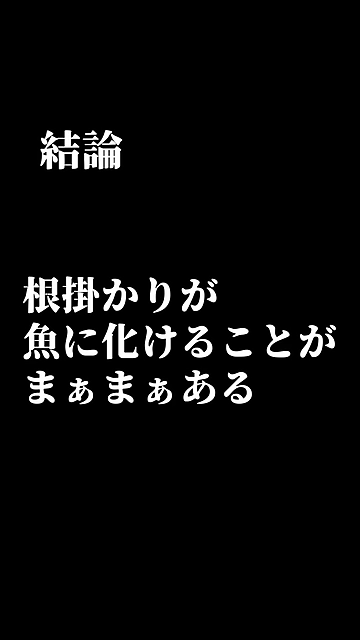 結論
根掛かりが
魚に化けることが
まぁまぁある